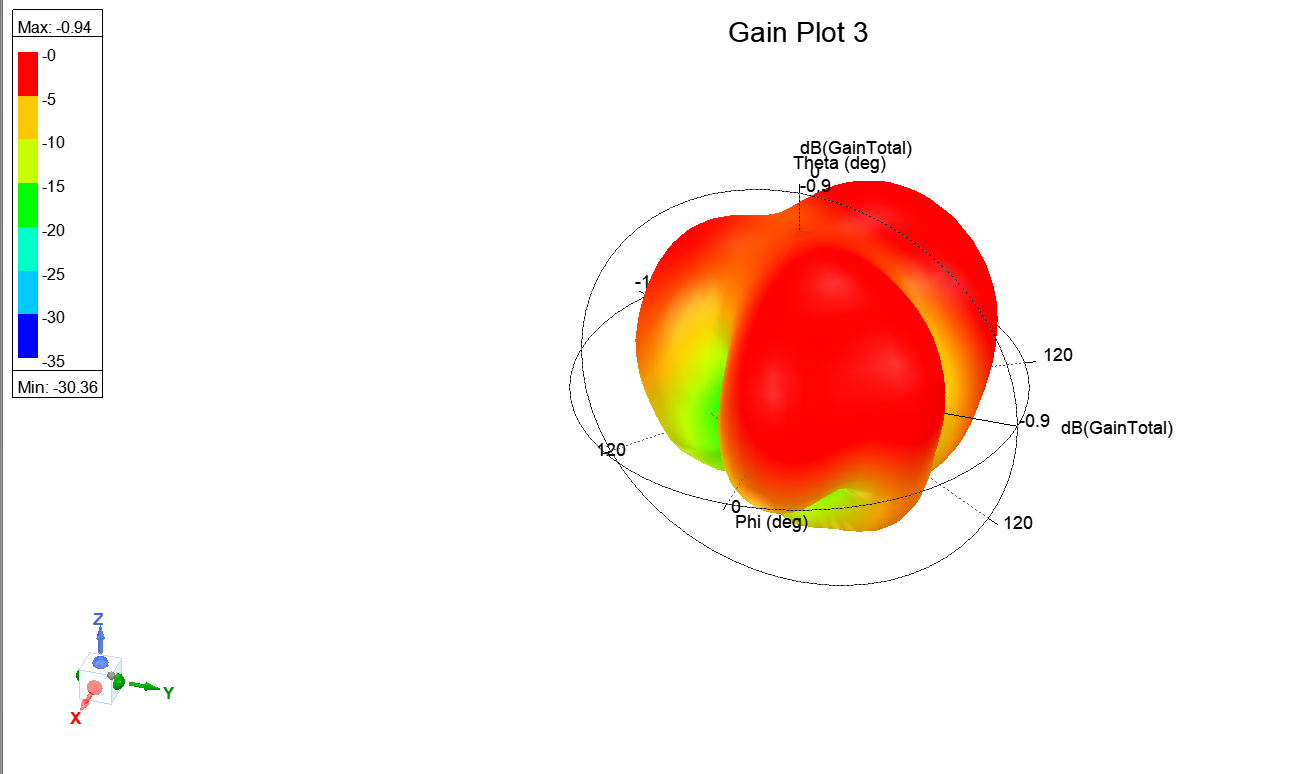 Gain Plot 3
Max: -0.94
-0
-5
-10
-15
-20
-25
-30
-35
Min: -30.36
dB(GainTotal)
Theta (deg)
0
-0.9
-1
120
-0.9
dB(GainTotal)
120
0
Phi (deg)
120
Z
Y
X